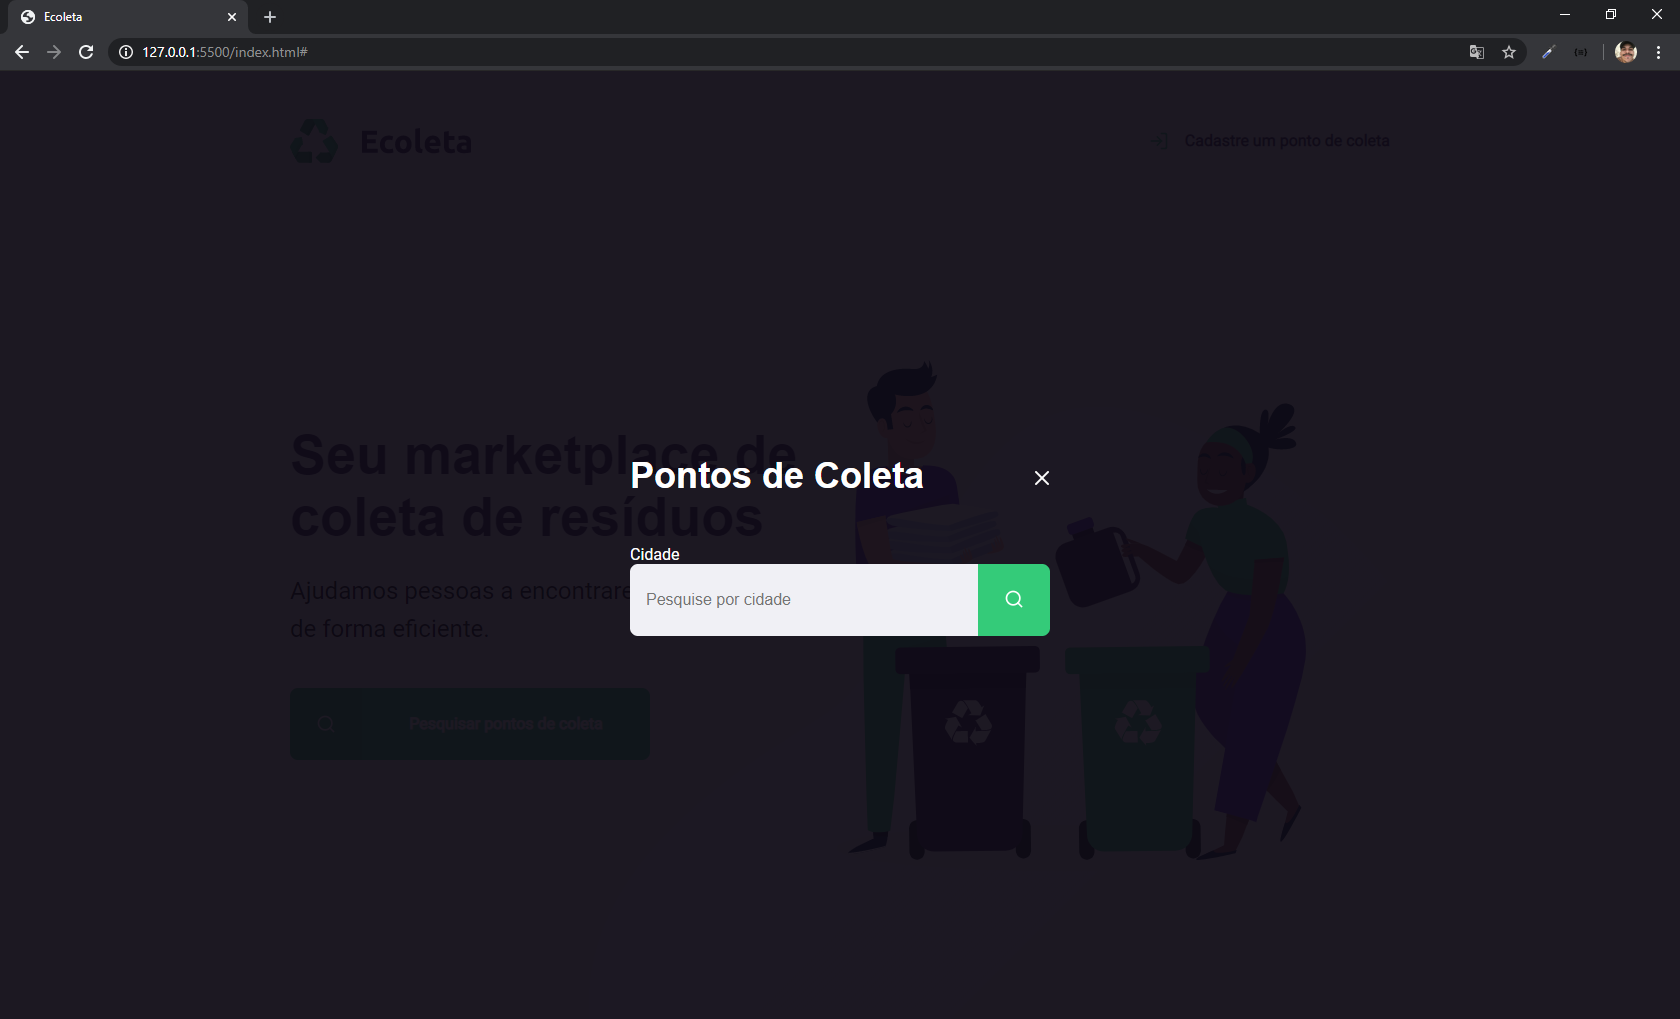 Ecoleta
127.0.0.1:5500/index.html#
Ecoleta
Cadastre um ponto de coleta
Seu marketplace de
coleta de resíduos
Ajudamos pessoas a encontrare
de forma eficiente.
Pesquisar pontos de coleta
Pontos de Coleta
Cidade
Pesquise por cidade